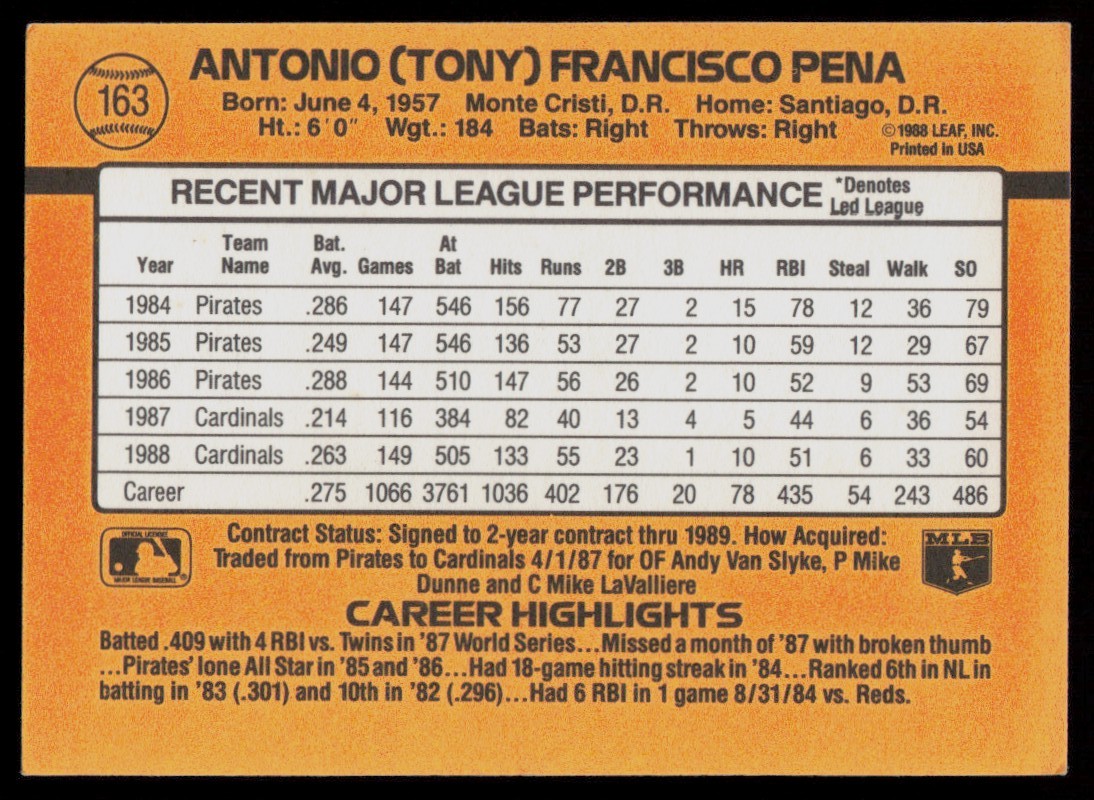 163
ANTONIO (TONY) FRANCISCO PENA
Born: June 4, 1957 Monte Cristi, D.R. Home: Santiago, D.R.
Ht.: 6'0" Wgt.: 184 Bats: Right Throws: Right ©1988 LEAF, INC.
Printed in USA
RECENT MAJOR LEAGUE PERFORMANCE *Denotes
Led League
Team Bat. At
Year Name Avg. Games Bat Hits Runs 2B 3B HR RBI Steal Walk SO
1984 Pirates .286 147 546 156 77 27 2 15 78 12 36 79
1985 Pirates .249 147 546 136 53 27 2 10 59 12 29 67
1986 Pirates .288 144 510 147 56 26 2 10 52 9 53 69
1987 Cardinals .214 116 384 82 40 13 4 5 44 6 36 54
1988 Cardinals .263 149 505 133 55 23 1 10 51 6 33 60
Career .275 1066 3761 1036 402 176 20 78 435 54 243 486
Contract Status: Signed to 2-year contract thru 1989. How Acquired:
Traded from Pirates to Cardinals 4/1/87 for OF Andy Van Slyke, P Mike
Dunne and C Mike LaValliere
OFFICIAL LICENSEE
MAJOR LEAGUE BASEBALL
MLB
CAREER HIGHLIGHTS
Batted .409 with 4 RBI vs. Twins in '87 World Series...Missed a month of '87 with broken thumb
...Pirates' lone All Star in '85 and '86...Had 18-game hitting streak in '84...Ranked 6th in NL in
batting in '83 (.301) and 10th in '82 (.296)...Had 6 RBI in 1 game 8/31/84 vs. Reds.